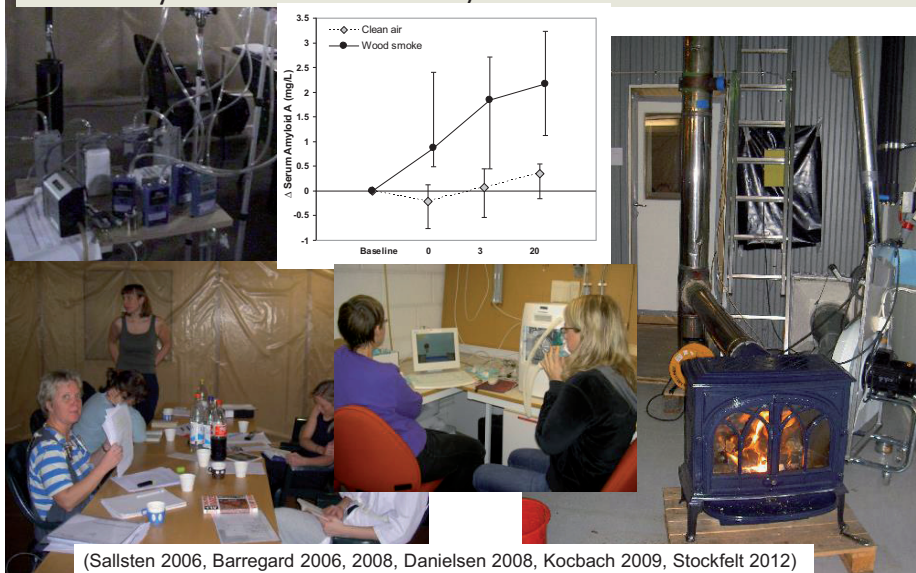 3.5
3
2.5
2
1.5
1
0.5
0
-0.5
-1
Δ Serum Amyloid A (mg/L)
Clean air
Wood smoke
Baseline 0 3 20
(Sallsten 2006, Barregard 2006, 2008, Danielsen 2008, Kocbach 2009, Stockfelt 2012)